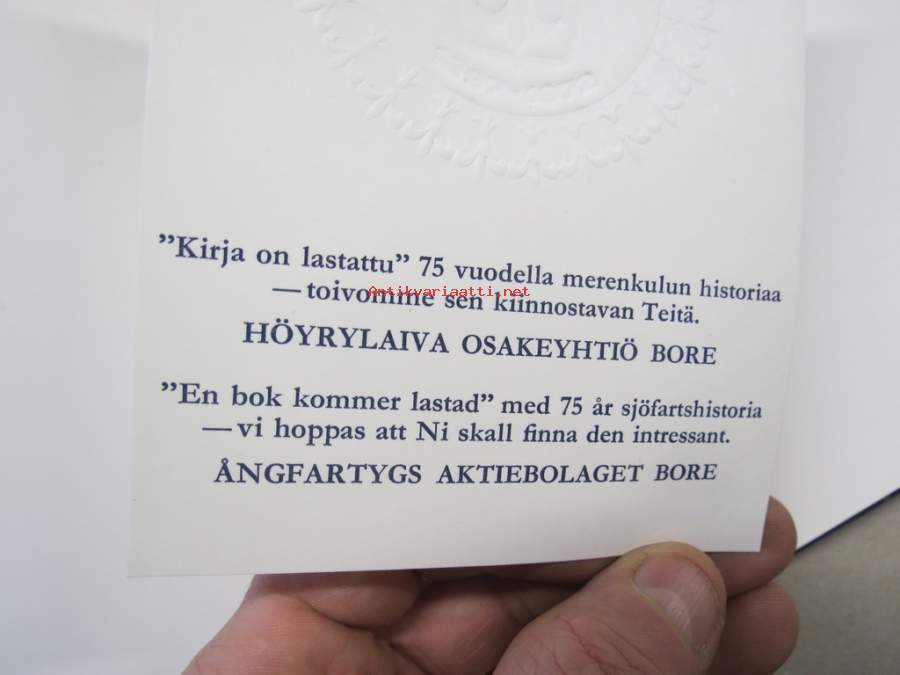 ”Kirja on lastattu” 75 vuodella merenkulun historiaa
—toivomme sen kiinnostavan Teitä.
Antikvariaatti.net
HÖYRYLAIVA OSAKEYHTIÖ BORE
”En bok kommer lastad” med 75 år sjöfartshistoria
—vi hoppas att Ni skall finna den intressant.
ÅNGFARTYGS AKTIEBOLAGET BORE